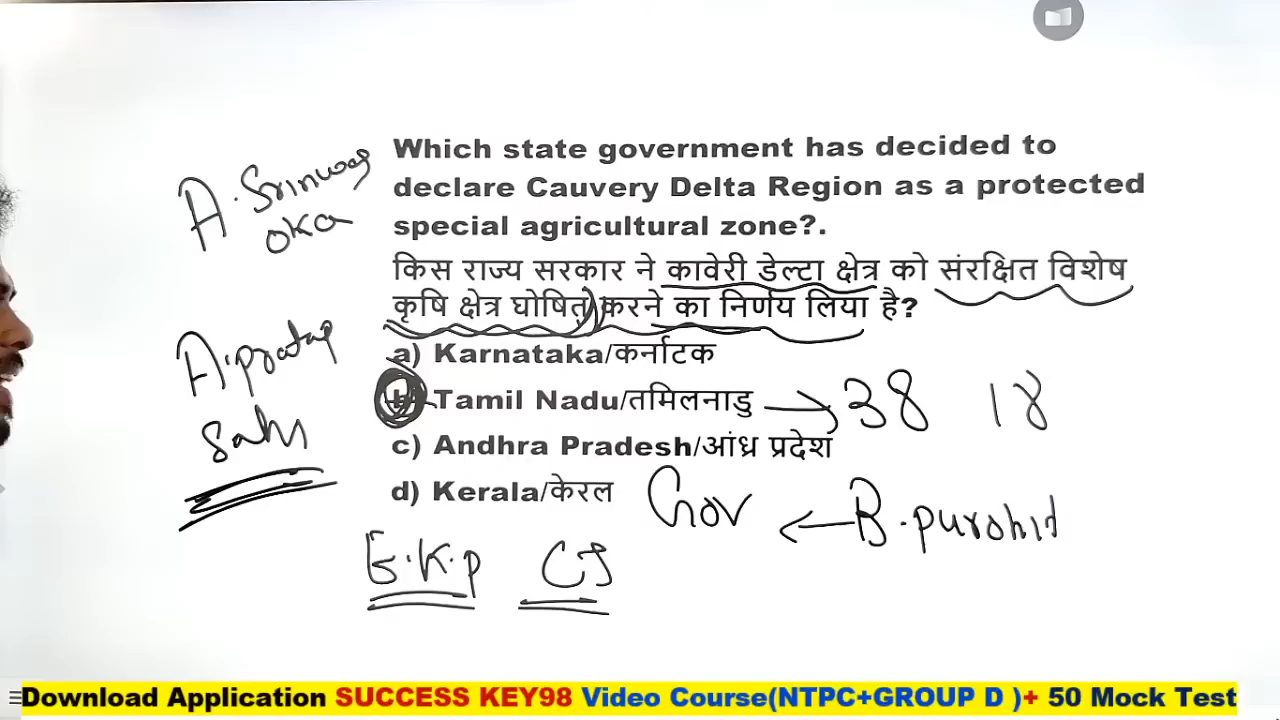 Which state government has decided to
declare Cauvery Delta Region as a protected
special agricultural zone?.
किस राज्य सरकार ने कावेरी डेल्टा क्षेत्र को संरक्षित विशेष
कृषि क्षेत्र घोषित करने का निर्णय लिया है?
a) Karnataka/कर्नाटक
b) Tamil Nadu/तमिलनाडु → 38 18
c) Andhra Pradesh/आंध्र प्रदेश
d) Kerala/केरल
Gov ← B.purohit
E.K.P CJ
A.Srinwas
oka
A.pratap
Sahi
Download Application SUCCESS KEY98 Video Course(NTPC+GROUP D )+ 50 Mock Test